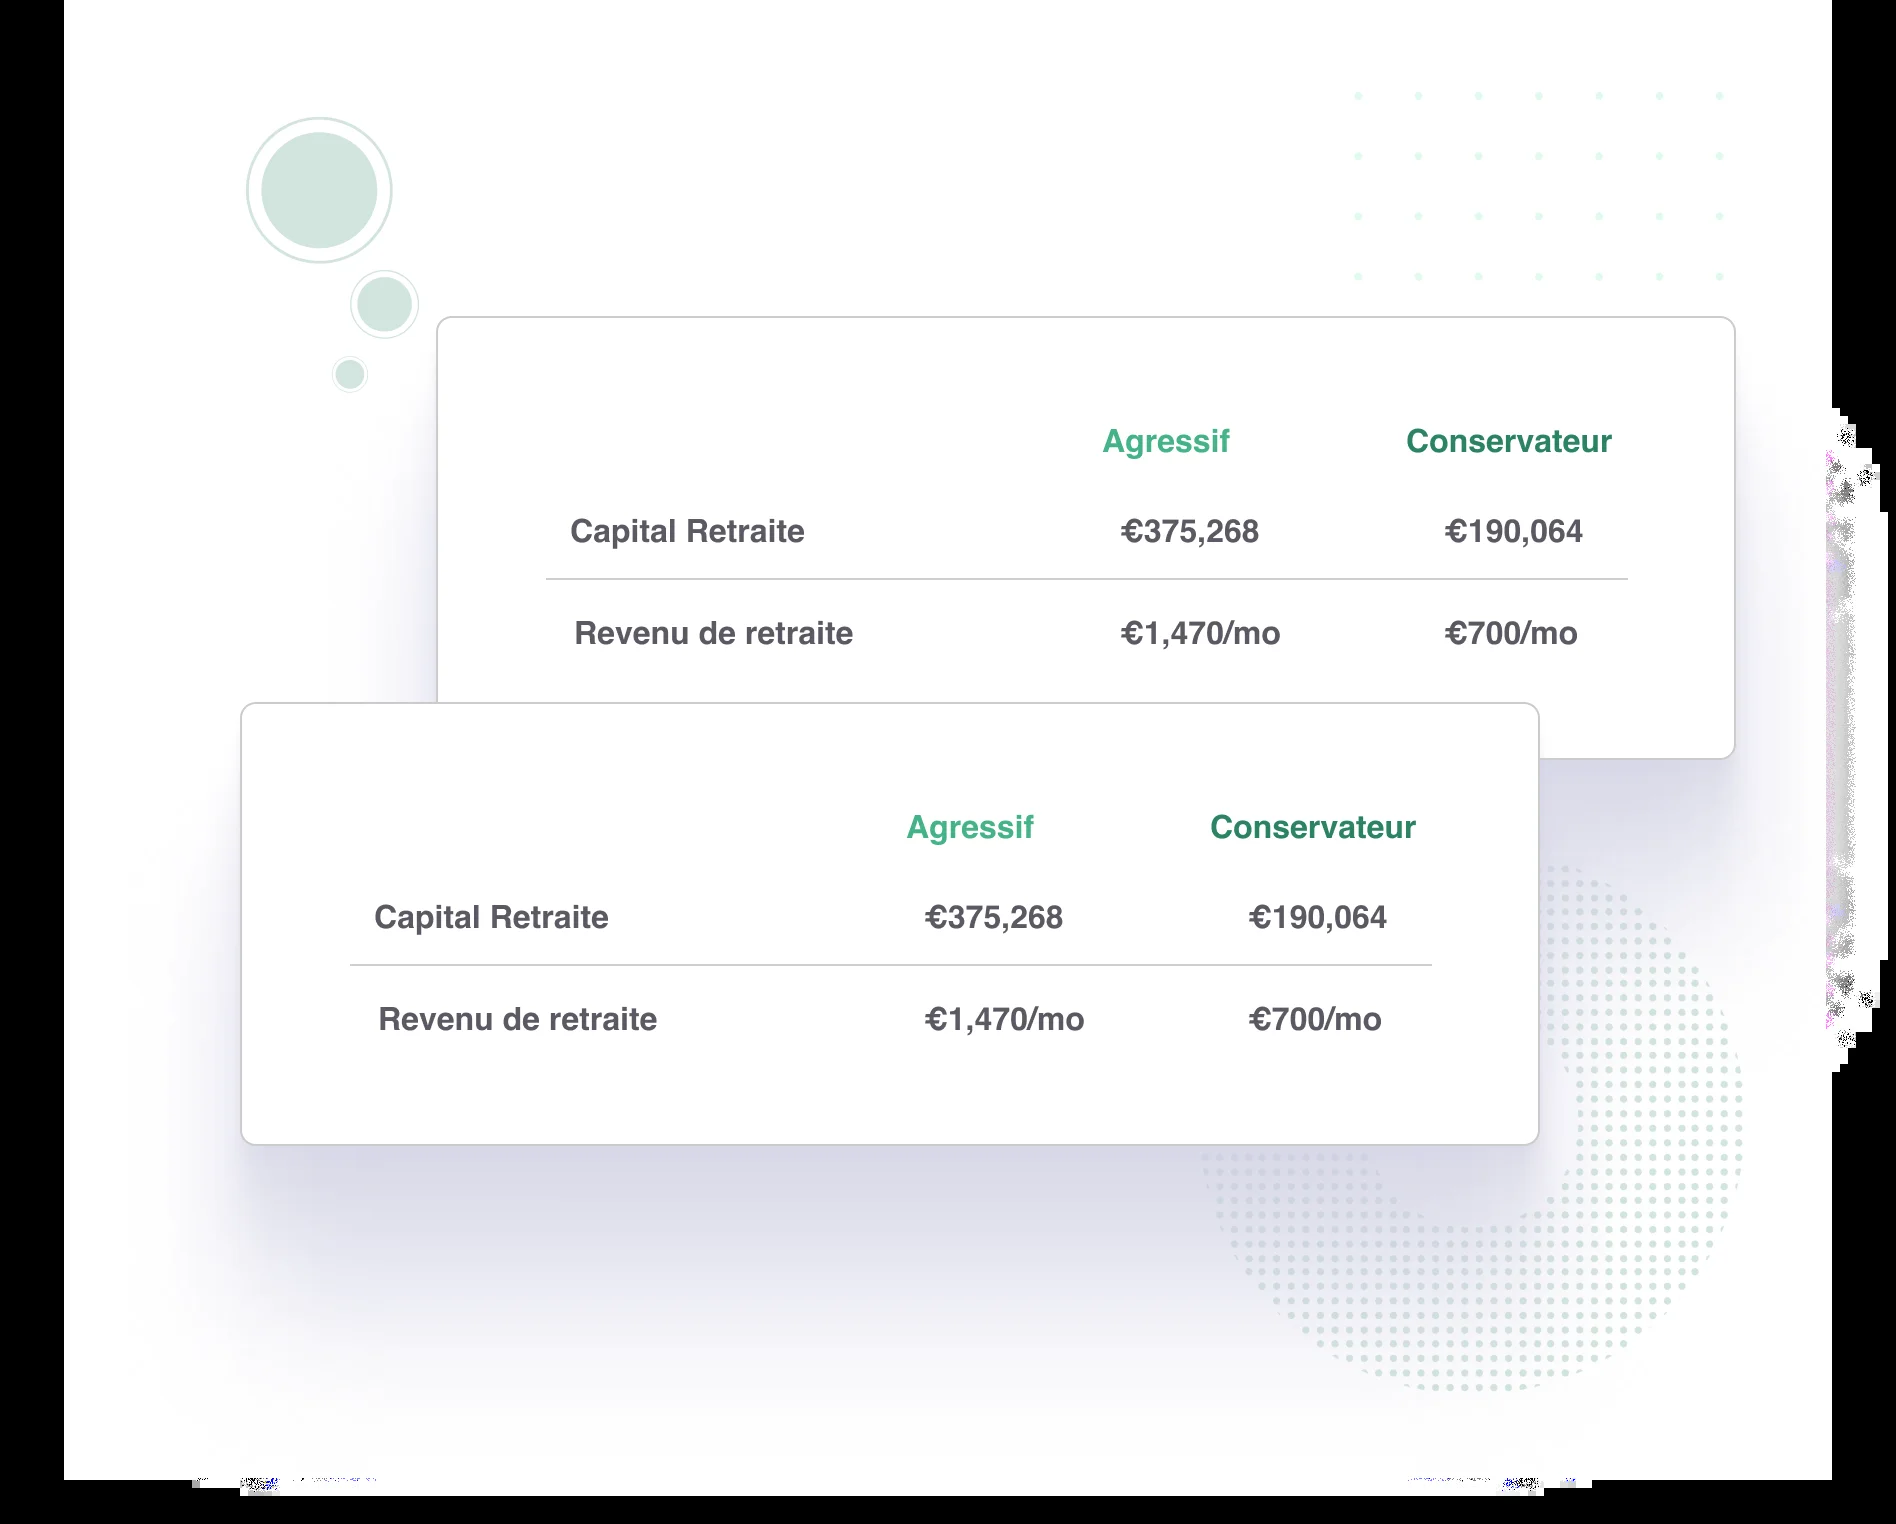 Agressif Conservateur
Capital Retraite €375,268 €190,064
Revenu de retraite €1,470/mo €700/mo
Agressif Conservateur
Capital Retraite €375,268 €190,064
Revenu de retraite €1,470/mo €700/mo